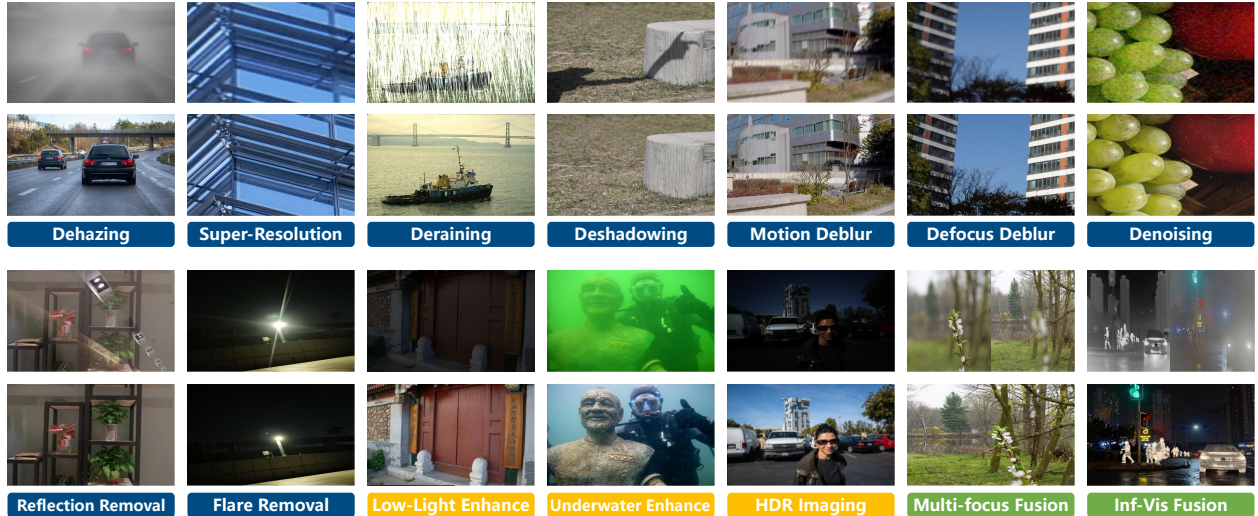 Dehazing
Super-Resolution
Deraining
Deshadowing
Motion Deblur
Defocus Deblur
Denoising
Reflection Removal
Flare Removal
Low-Light Enhance
Underwater Enhance
HDR Imaging
Multi-focus Fusion
Inf-Vis Fusion